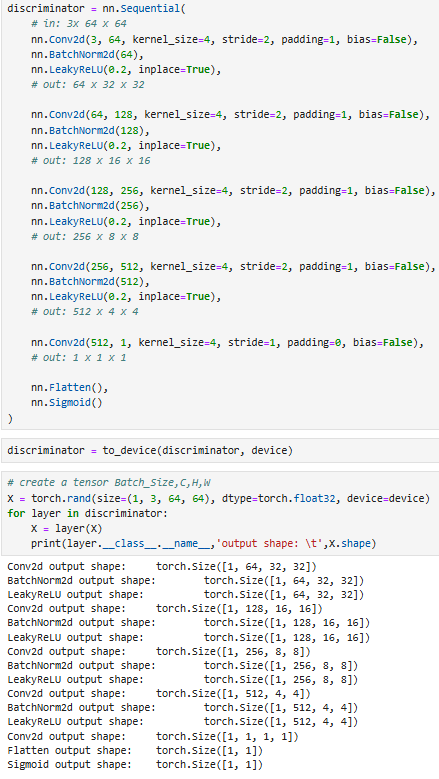 discriminator = nn.Sequential(
    # in: 3x 64 x 64
    nn.Conv2d(3, 64, kernel_size=4, stride=2, padding=1, bias=False),
    nn.BatchNorm2d(64),
    nn.LeakyReLU(0.2, inplace=True),
    # out: 64 x 32 x 32

    nn.Conv2d(64, 128, kernel_size=4, stride=2, padding=1, bias=False),
    nn.BatchNorm2d(128),
    nn.LeakyReLU(0.2, inplace=True),
    # out: 128 x 16 x 16

    nn.Conv2d(128, 256, kernel_size=4, stride=2, padding=1, bias=False),
    nn.BatchNorm2d(256),
    nn.LeakyReLU(0.2, inplace=True),
    # out: 256 x 8 x 8

    nn.Conv2d(256, 512, kernel_size=4, stride=2, padding=1, bias=False),
    nn.BatchNorm2d(512),
    nn.LeakyReLU(0.2, inplace=True),
    # out: 512 x 4 x 4

    nn.Conv2d(512, 1, kernel_size=4, stride=1, padding=0, bias=False),
    # out: 1 x 1 x 1

    nn.Flatten(),
    nn.Sigmoid()
)
discriminator = to_device(discriminator, device)
# create a tensor Batch_Size,C,H,W
X = torch.rand(size=(1, 3, 64, 64), dtype=torch.float32, device=device)
for layer in discriminator:
    X = layer(X)
    print(layer.__class__.__name__,'output shape: \t',X.shape)
Conv2d output shape: 	 torch.Size([1, 64, 32, 32])
BatchNorm2d output shape: 	 torch.Size([1, 64, 32, 32])
LeakyReLU output shape: 	 torch.Size([1, 64, 32, 32])
Conv2d output shape: 	 torch.Size([1, 128, 16, 16])
BatchNorm2d output shape: 	 torch.Size([1, 128, 16, 16])
LeakyReLU output shape: 	 torch.Size([1, 128, 16, 16])
Conv2d output shape: 	 torch.Size([1, 256, 8, 8])
BatchNorm2d output shape: 	 torch.Size([1, 256, 8, 8])
LeakyReLU output shape: 	 torch.Size([1, 256, 8, 8])
Conv2d output shape: 	 torch.Size([1, 512, 4, 4])
BatchNorm2d output shape: 	 torch.Size([1, 512, 4, 4])
LeakyReLU output shape: 	 torch.Size([1, 512, 4, 4])
Conv2d output shape: 	 torch.Size([1, 1, 1, 1])
Flatten output shape: 	 torch.Size([1, 1])
Sigmoid output shape: 	 torch.Size([1, 1])